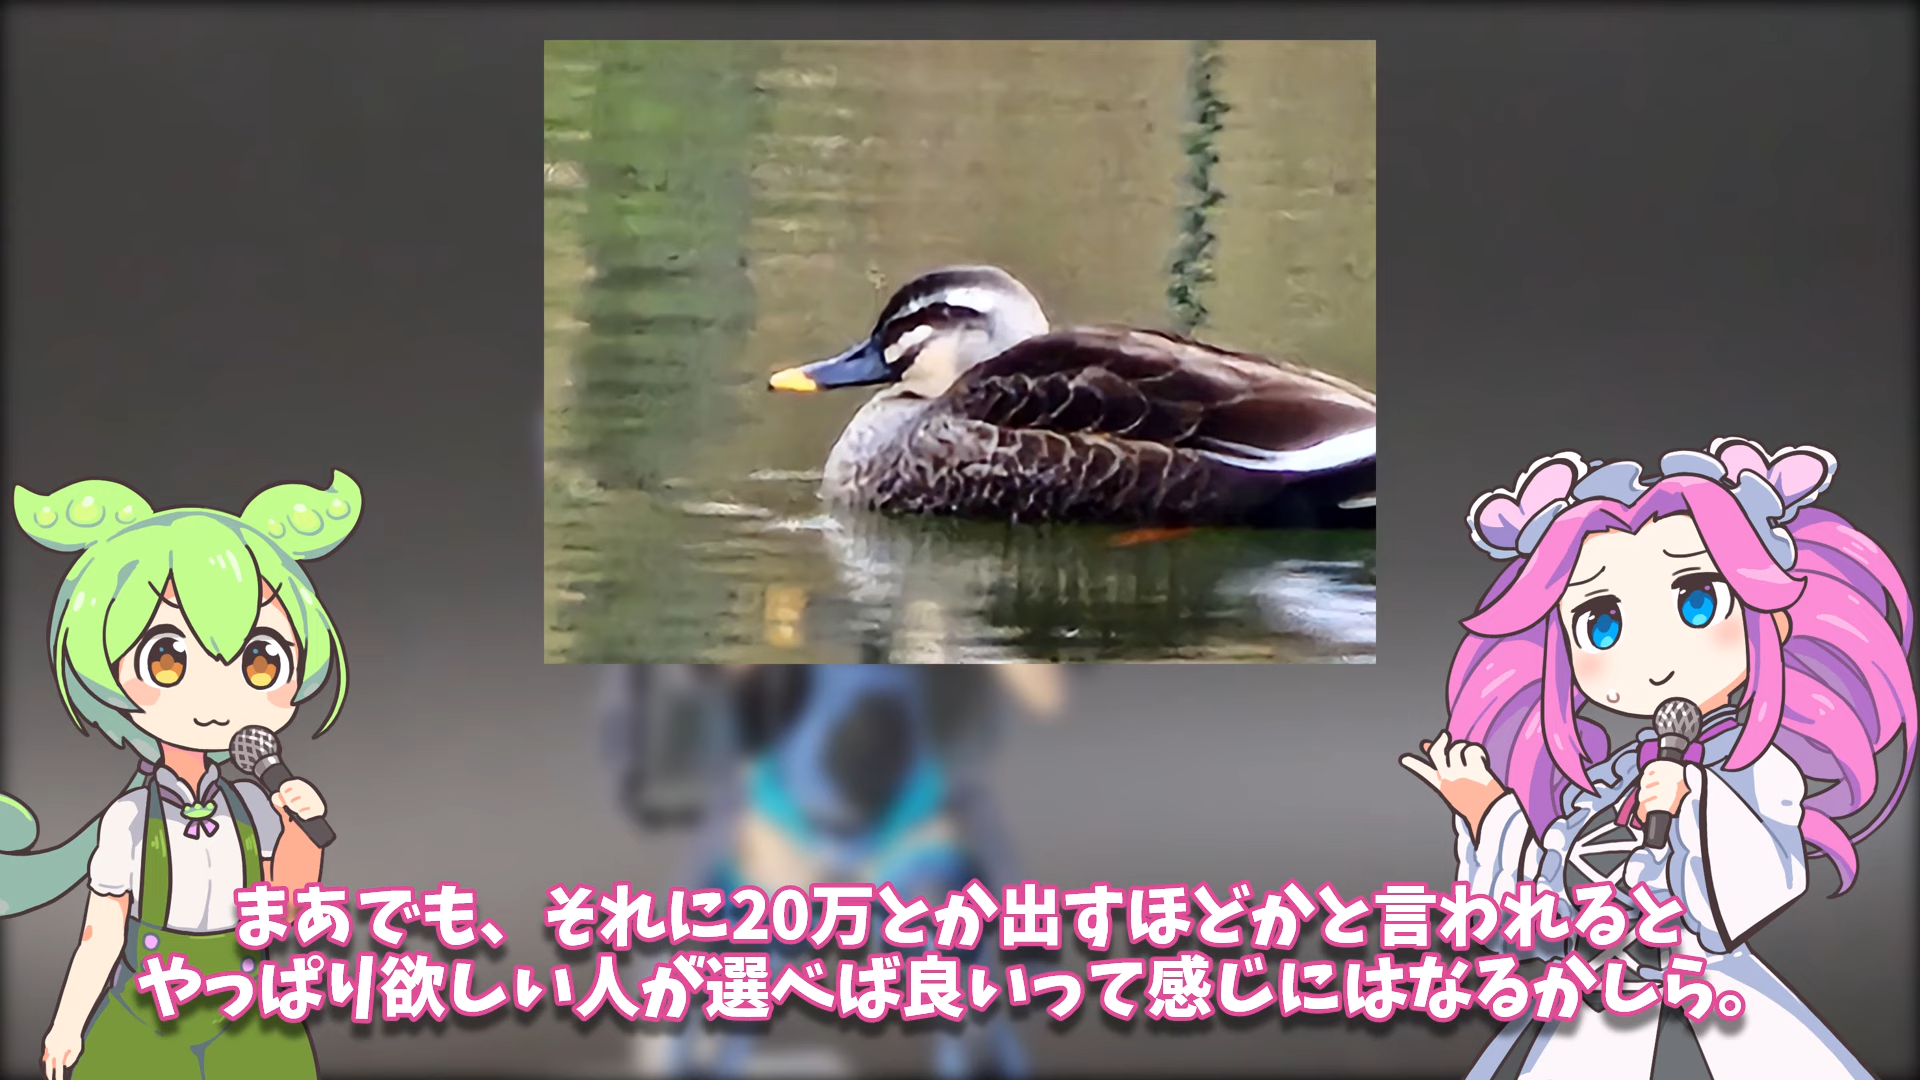 まあでも、それに20万とか出すほどかと言われると
やっぱり欲しい人が選べば良いって感じにはなるかしら。